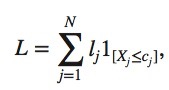 L = \sum_{j=1}^{N} l_j 1_{[X_j \leq c_j]},